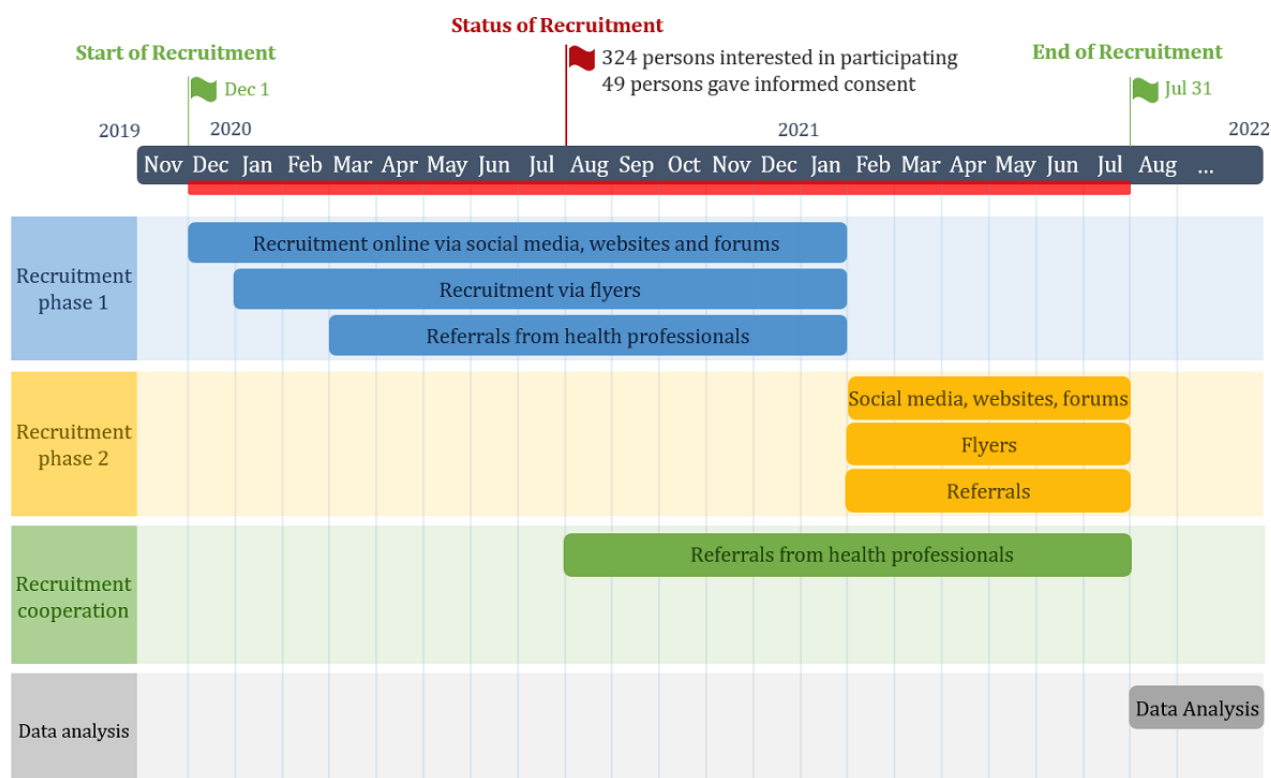 Status of Recruitment
Start of Recruitment
324 persons interested in participating
End of Recruitment
Dec 1
49 persons gave informed consent
Jul 31
2019
2020
2021
2022
Nov Dec Jan Feb Mar Apr May Jun Jul Aug Sep Oct Nov Dec Jan Feb Mar Apr May Jun Jul Aug ...
Recruitment
phase 1
Recruitment online via social media, websites and forums
Recruitment via flyers
Referrals from health professionals
Recruitment
phase 2
Social media, websites, forums
Flyers
Referrals
Recruitment
cooperation
Referrals from health professionals
Data analysis
Data Analysis